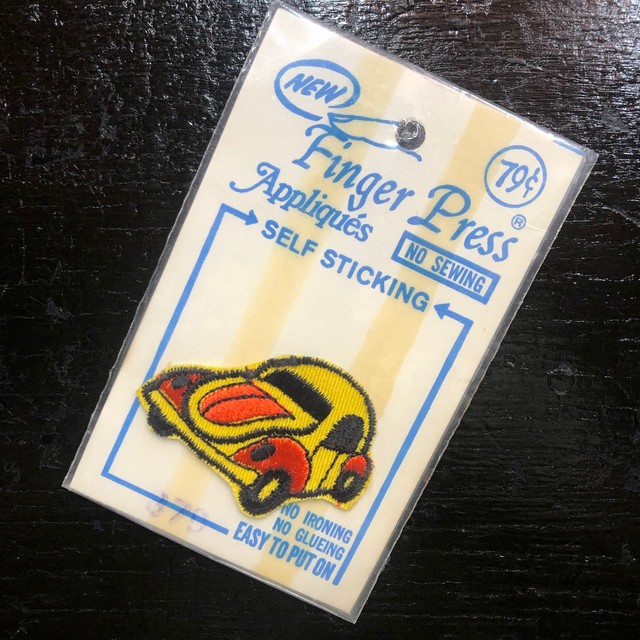 NEW
79¢
Finger Press®
Appliqués
NO SEWING
SELF STICKING
NO IRONING
NO GLUEING
EASY TO PUT ON